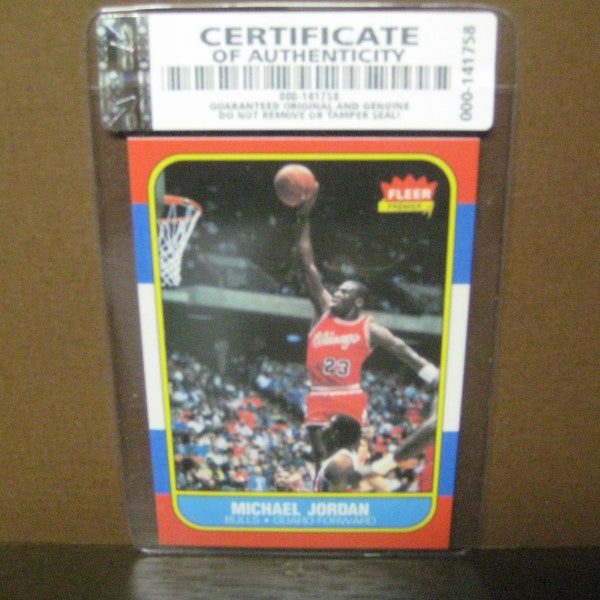 CERTIFICATE
OF AUTHENTICITY
000-141758
GUARANTEED ORIGINAL AND GENUINE
DO NOT REMOVE OR TAMPER SEAL!
000-141758
FLEER
PREMIER
Chicago
23
MICHAEL JORDAN
BULLS • GUARD-FORWARD